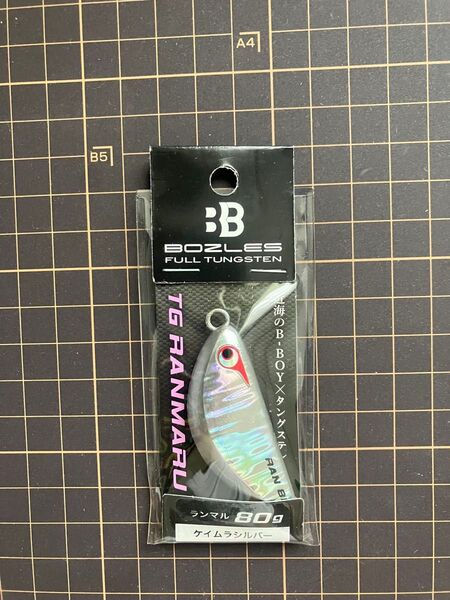 A4
B5
BB
BOZLES
FULL TUNGSTEN
TG RANMARU
海のB-BOY×タングステン
RAN B
ランマル 80g
ケイムラシルバー